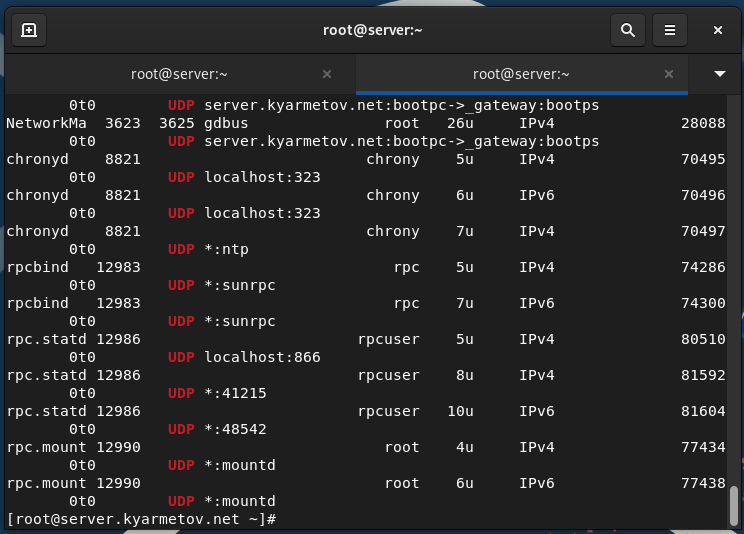 root@server:~
root@server:~ root@server:~
0t0 UDP server.kyarmetov.net:bootpc->_gateway:bootps
NetworkMa 3623 3625 gdbus root 26u IPv4 28088
0t0 UDP server.kyarmetov.net:bootpc->_gateway:bootps
chronyd 8821 chrony 5u IPv4 70495
0t0 UDP localhost:323
chronyd 8821 chrony 6u IPv6 70496
0t0 UDP localhost:323
chronyd 8821 chrony 7u IPv4 70497
0t0 UDP *:ntp
rpcbind 12983 rpc 5u IPv4 74286
0t0 UDP *:sunrpc
rpcbind 12983 rpc 7u IPv6 74300
0t0 UDP *:sunrpc
rpc.statd 12986 rpcuser 5u IPv4 80510
0t0 UDP localhost:866
rpc.statd 12986 rpcuser 8u IPv4 81592
0t0 UDP *:41215
rpc.statd 12986 rpcuser 10u IPv6 81604
0t0 UDP *:48542
rpc.mount 12990 root 4u IPv4 77434
0t0 UDP *:mountd
rpc.mount 12990 root 6u IPv6 77438
0t0 UDP *:mountd
[root@server.kyarmetov.net ~]#